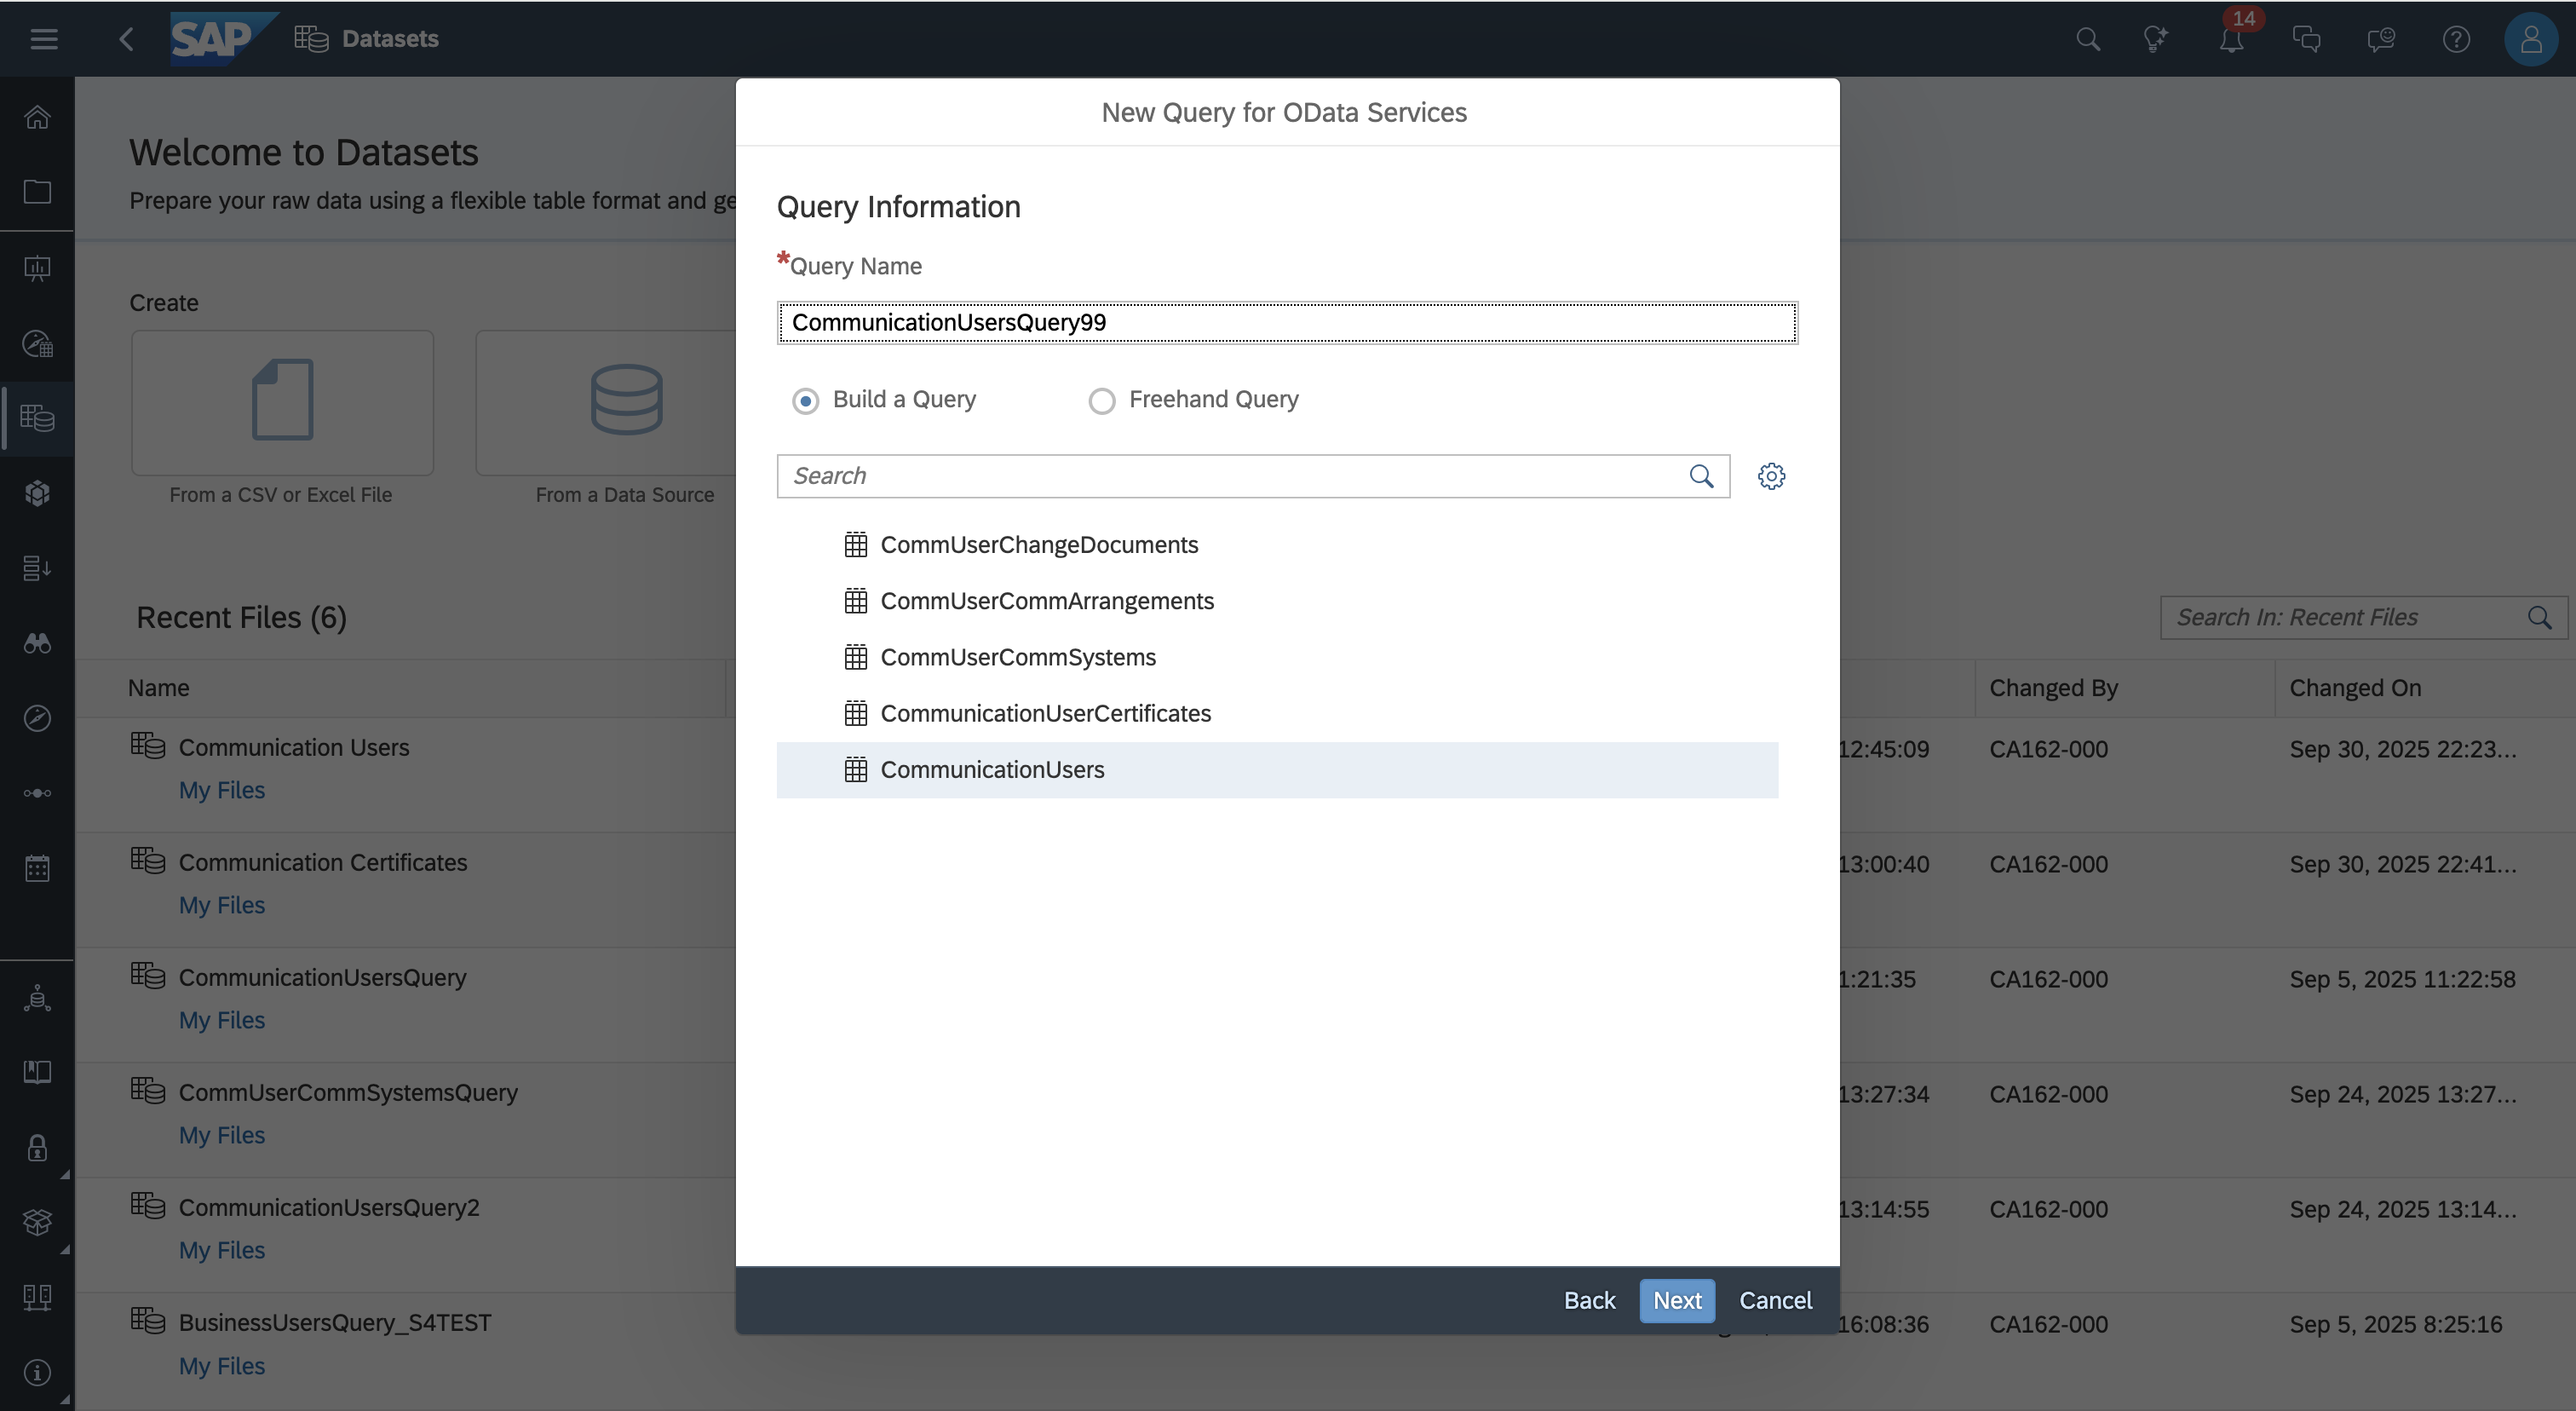 SAP Datasets
14
Welcome to Datasets
Prepare your raw data using a flexible table format and ge
Create
From a CSV or Excel File
From a Data Source
Recent Files (6)
Search In: Recent Files
Name
Changed By
Changed On
Communication Users
My Files
12:45:09
CA162-000
Sep 30, 2025 22:23...
Communication Certificates
My Files
13:00:40
CA162-000
Sep 30, 2025 22:41...
CommunicationUsersQuery
My Files
1:21:35
CA162-000
Sep 5, 2025 11:22:58
CommUserCommSystemsQuery
My Files
13:27:34
CA162-000
Sep 24, 2025 13:27...
CommunicationUsersQuery2
My Files
13:14:55
CA162-000
Sep 24, 2025 13:14...
BusinessUsersQuery_S4TEST
My Files
16:08:36
CA162-000
Sep 5, 2025 8:25:16
New Query for OData Services
Query Information
*Query Name
CommunicationUsersQuery99
Build a Query
Freehand Query
Search
CommUserChangeDocuments
CommUserCommArrangements
CommUserCommSystems
CommunicationUserCertificates
CommunicationUsers
Back
Next
Cancel